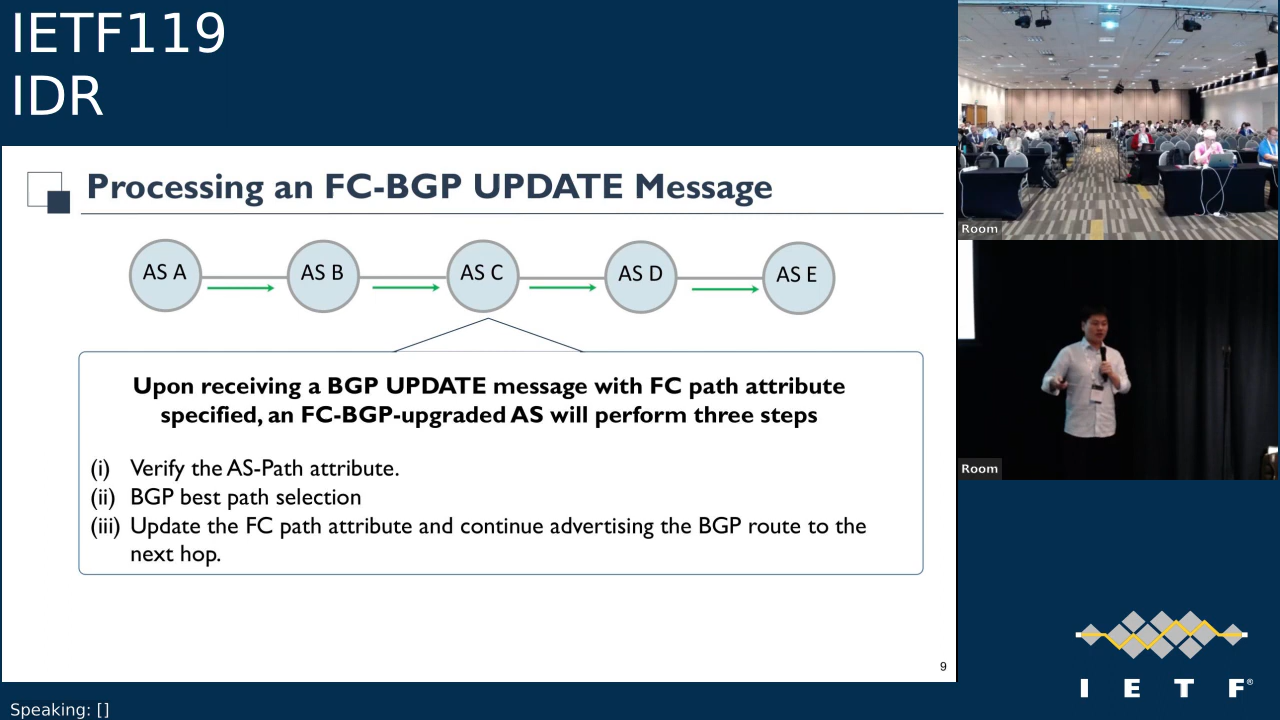 IETF119
IDR
Processing an FC-BGP UPDATE Message
AS A
AS B
AS C
AS D
AS E
Upon receiving a BGP UPDATE message with FC path attribute
specified, an FC-BGP-upgraded AS will perform three steps
(i) Verify the AS-Path attribute.
(ii) BGP best path selection
(iii) Update the FC path attribute and continue advertising the BGP route to the
next hop.
9
Room
Room
I E T F®
Speaking: []